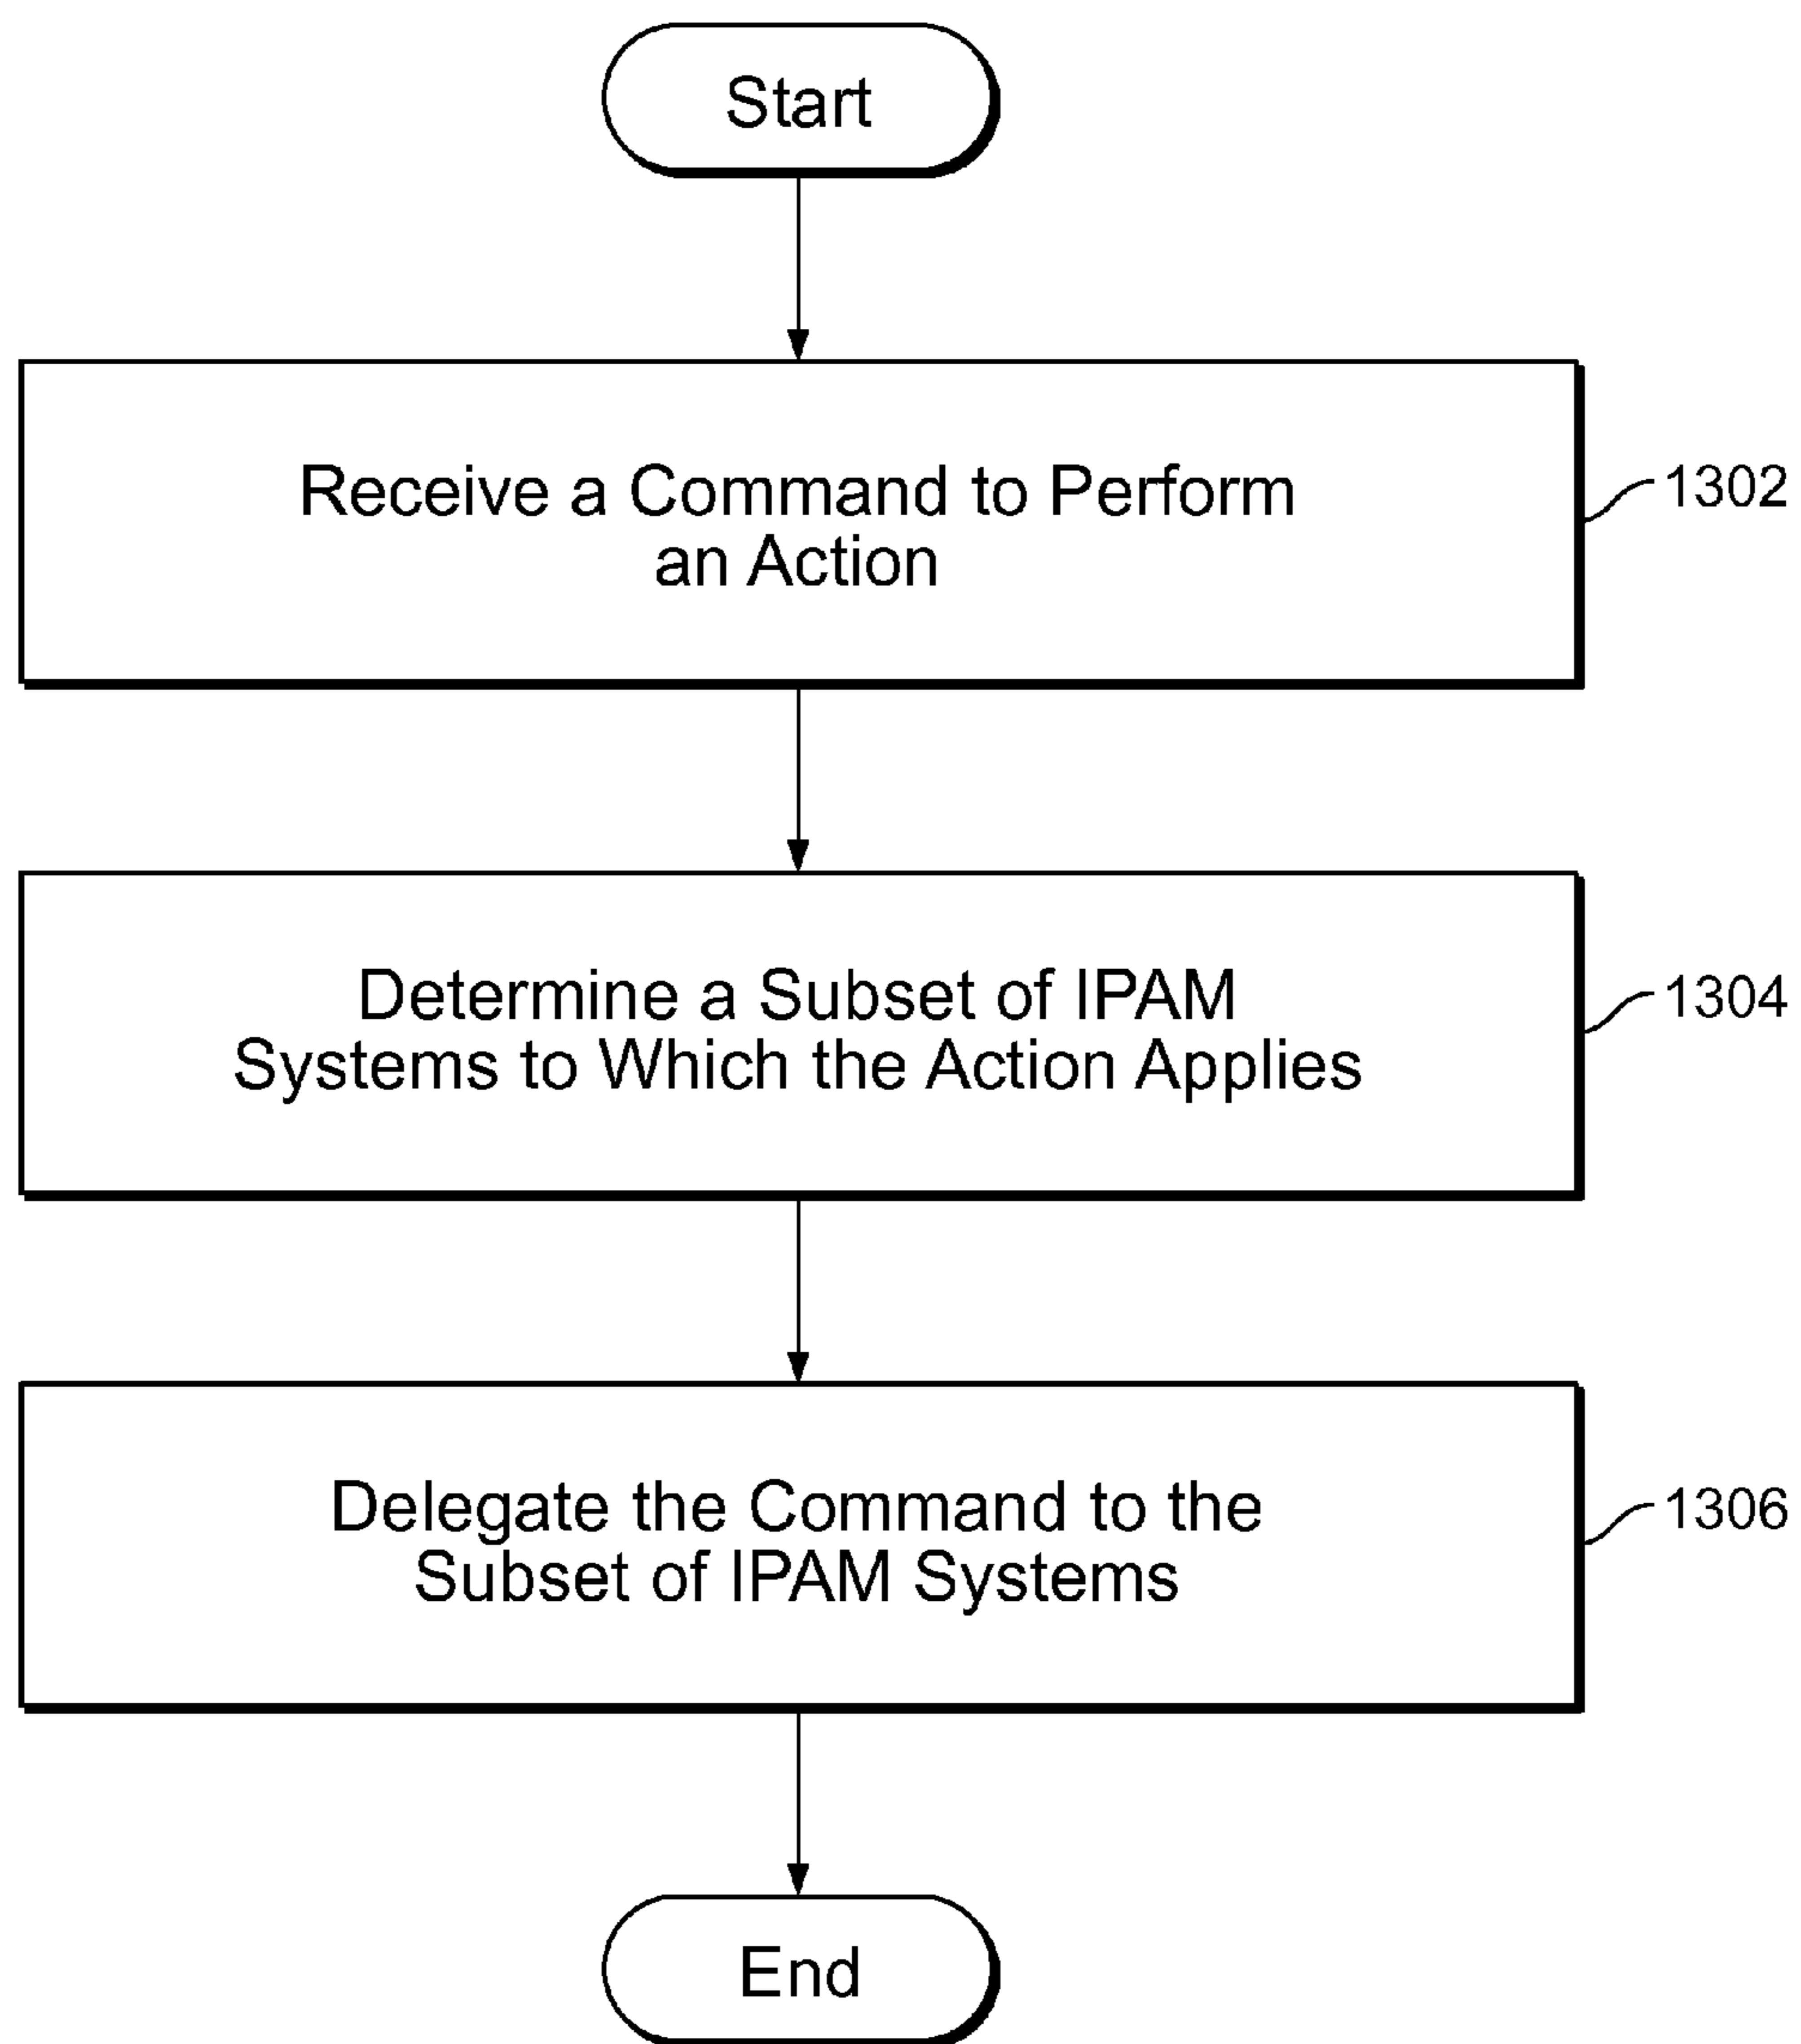 Start
Receive a Command to Perform
an Action
1302
Determine a Subset of IPAM
Systems to Which the Action Applies
1304
Delegate the Command to the
Subset of IPAM Systems
1306
End